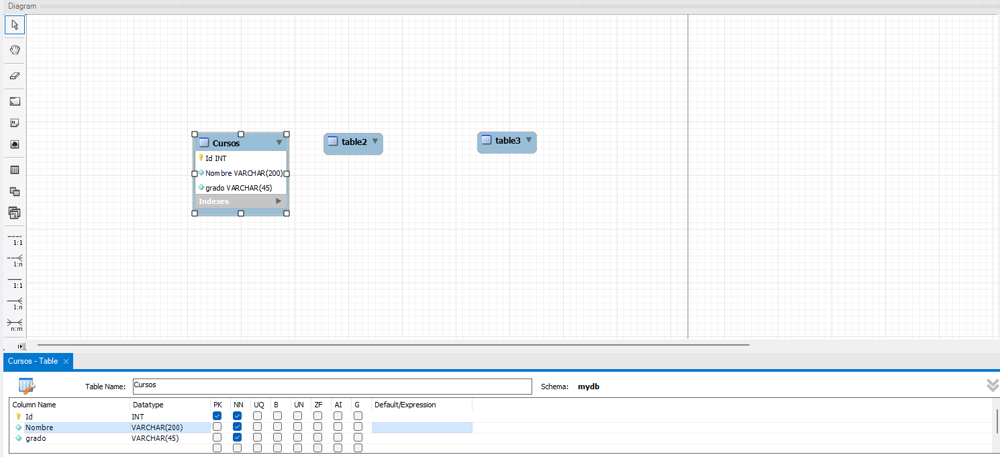 Diagram
Cursos
Id INT
Nombre VARCHAR(200)
grado VARCHAR(45)
Indexes
table2
table3
1:1
1:n
1:1
1:n
n:m
Cursos - Table
Table Name: Cursos Schema: mydb
Column Name Datatype PK NN UQ B UN ZF AI G Default/Expression
Id INT
Nombre VARCHAR(200)
grado VARCHAR(45)